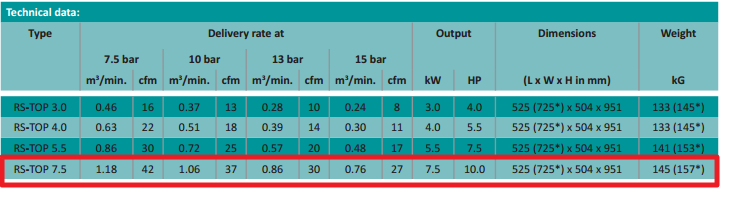 Technical data:
Type Delivery rate at Output Dimensions Weight
7.5 bar 10 bar 13 bar 15 bar
m³/min. cfm m³/min. cfm m³/min. cfm m³/min. cfm kW HP (L x W x H in mm) kG
RS-TOP 3.0 0.46 16 0.37 13 0.28 10 0.24 8 3.0 4.0 525 (725*) x 504 x 951 133 (145*)
RS-TOP 4.0 0.63 22 0.51 18 0.39 14 0.30 11 4.0 5.5 525 (725*) x 504 x 951 133 (145*)
RS-TOP 5.5 0.86 30 0.72 25 0.57 20 0.48 17 5.5 7.5 525 (725*) x 504 x 951 141 (153*)
RS-TOP 7.5 1.18 42 1.06 37 0.86 30 0.76 27 7.5 10.0 525 (725*) x 504 x 951 145 (157*)